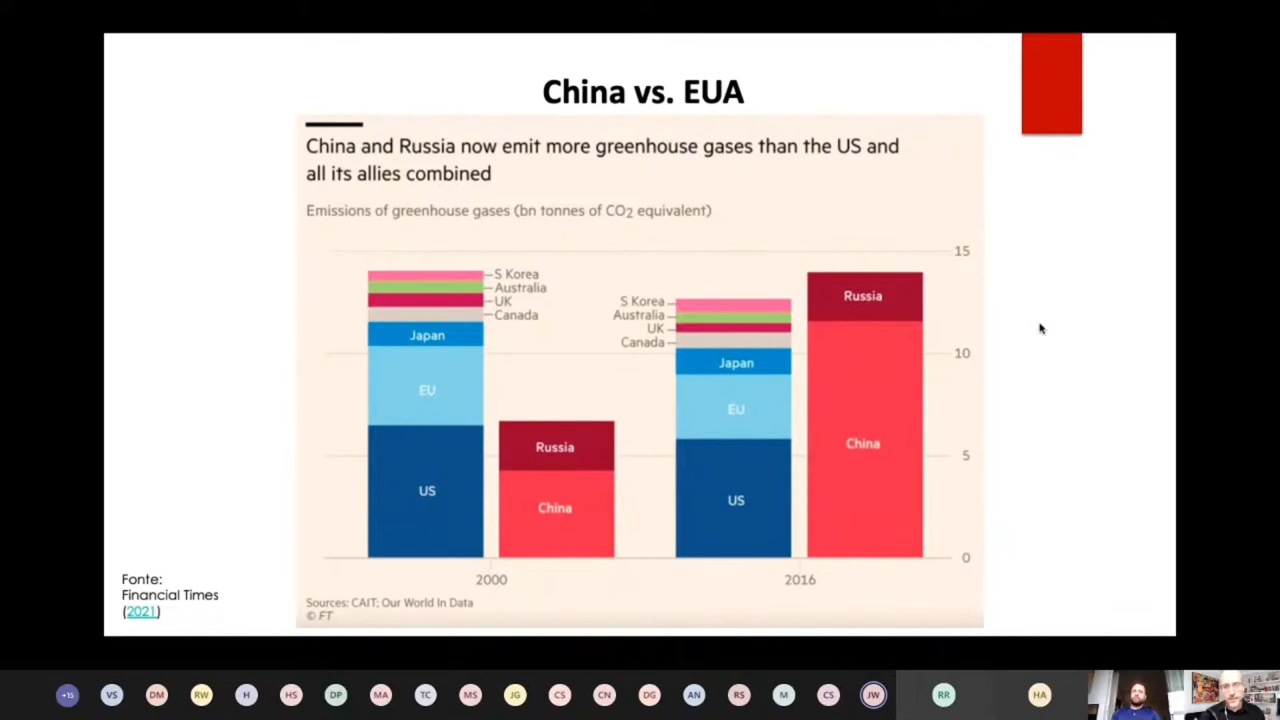 China vs. EUA
China and Russia now emit more greenhouse gases than the US and
all its allies combined
Emissions of greenhouse gases (bn tonnes of CO2 equivalent)
15
10
5
0
S Korea
Australia
UK
Canada
Japan
EU
US
Russia
China
S Korea
Australia
UK
Canada
Japan
EU
US
Russia
China
2000
2016
Sources: CAIT; Our World In Data
© FT
Fonte:
Financial Times
(2021)
+15
VS
DM
RW
H
HS
DP
MA
TC
MS
JG
CS
CN
DG
AN
RS
M
CS
JW
RR
HA